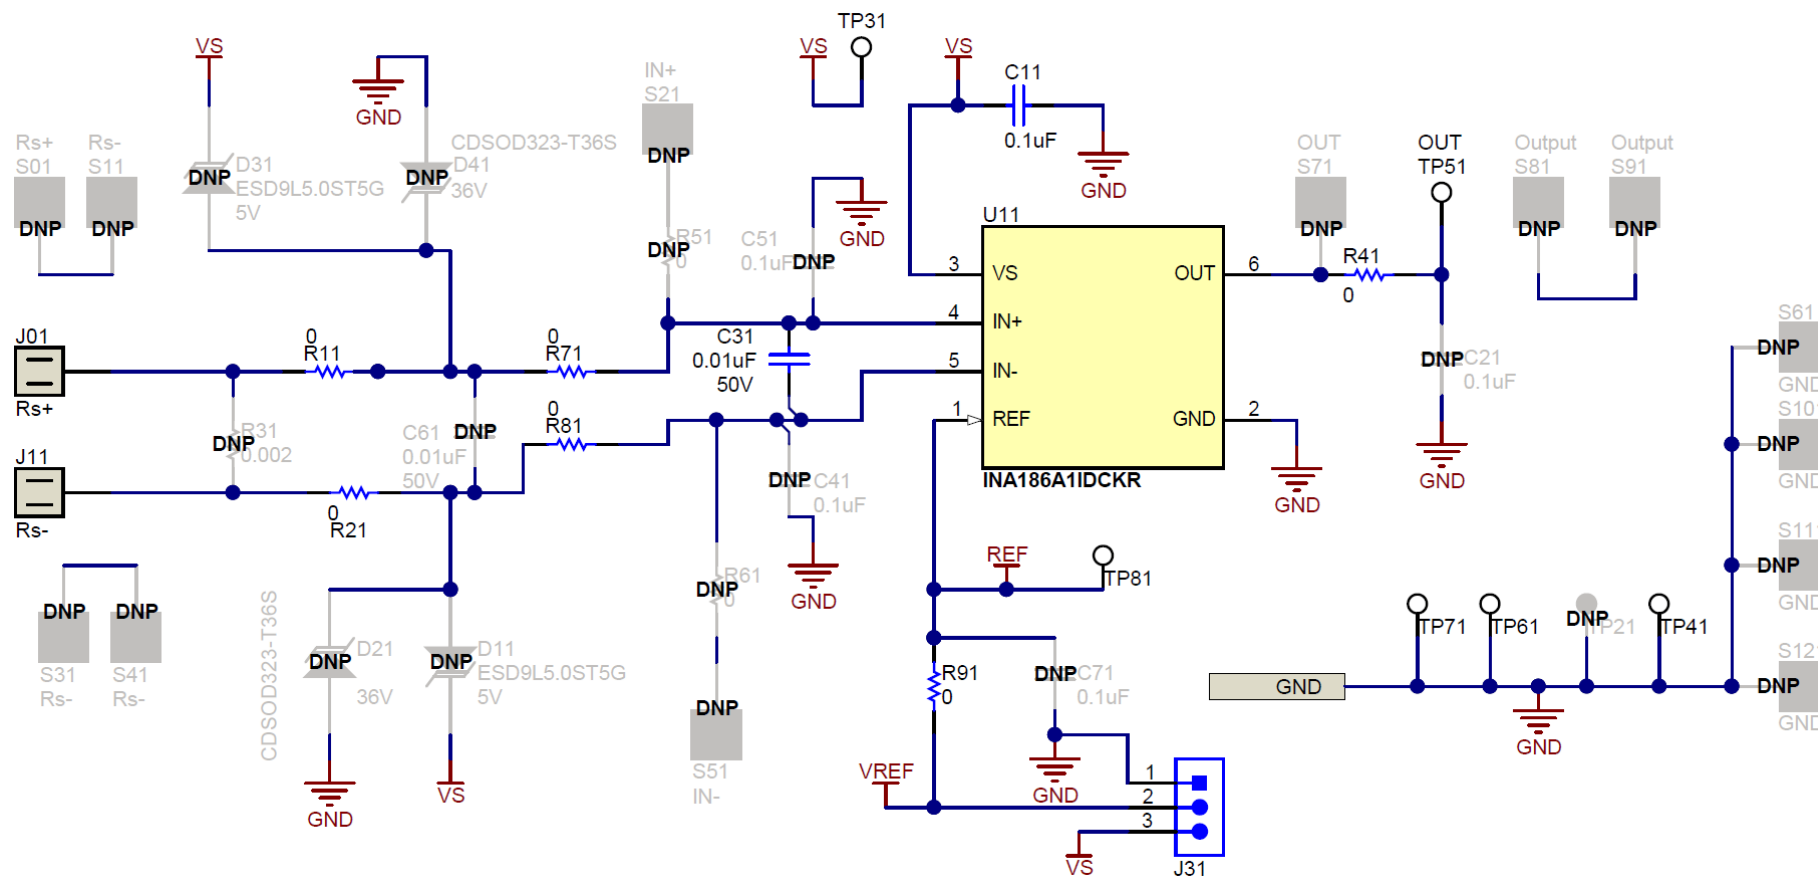 TP31
VS
VS
VS
IN+
S21
DNP
C11
0.1uF
GND
GND
Rs+
S01
DNP
Rs-
S11
DNP
DNP
D31
ESD9L5.0ST5G
5V
CDSOD323-T36S
D41
DNP
36V
OUT
S71
DNP
OUT
TP51
Output
S81
DNP
Output
S91
DNP
DNP
R51
0
C51
0.1uF
DNP
GND
U11
3
VS
OUT
6
4
IN+
5
IN-
1
REF
GND
2
INA186A1IDCKR
R41
0
J01
Rs+
0
R11
0
R71
C31
0.01uF
50V
DNP
C21
0.1uF
GND
S61
DNP
GND
S101
DNP
GND
DNP
R31
0.002
C61
0.01uF
50V
DNP
0
R81
J11
Rs-
0
R21
DNP
C41
0.1uF
GND
GND
S111
DNP
GND
REF
TP81
DNP
S31
Rs-
DNP
S41
Rs-
CDSOD323-T36S
DNP
D21
36V
DNP
D11
ESD9L5.0ST5G
5V
DNP
R61
0
DNP
S51
IN-
R91
0
DNP
C71
0.1uF
TP71
TP61
DNP
TP21
TP41
S121
DNP
GND
GND
GND
GND
VS
VREF
GND
1
2
3
VS
J31